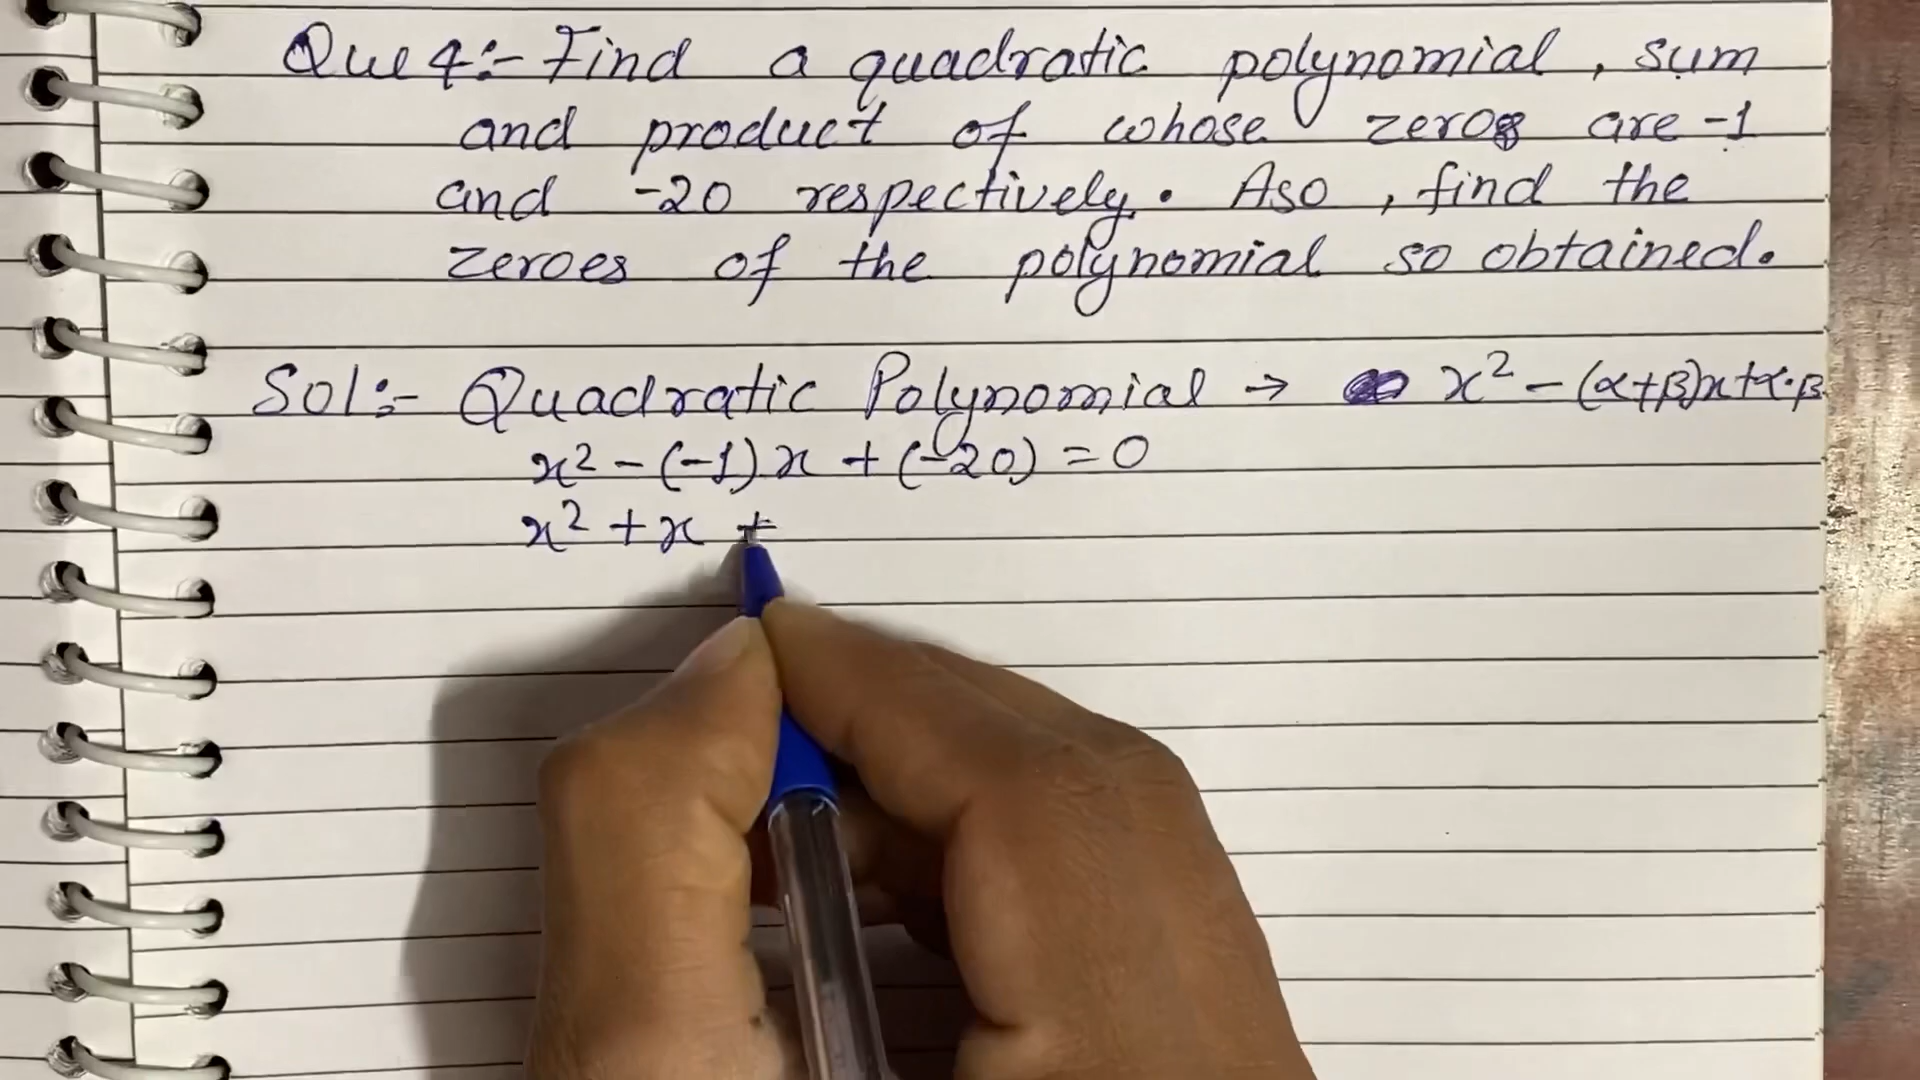 Que 4:- Find a quadratic polynomial, sum
and product of whose zeros are -1
and -20 respectively. Aso, find the
zeroes of the polynomial so obtained.
Sol:- Quadratic Polynomial → x² - (α+β)x+α·β
x² - (-1)x + (-20) = 0
x² + x +